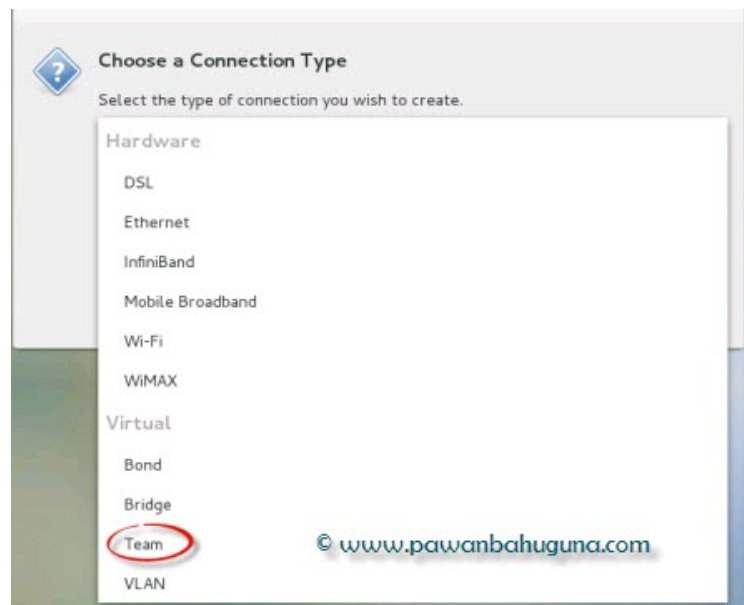 Choose a Connection Type
Select the type of connection you wish to create.
Hardware
DSL
Ethernet
InfiniBand
Mobile Broadband
Wi-Fi
WiMAX
Virtual
Bond
Bridge
Team
© www.pawanbahuguna.com
VLAN